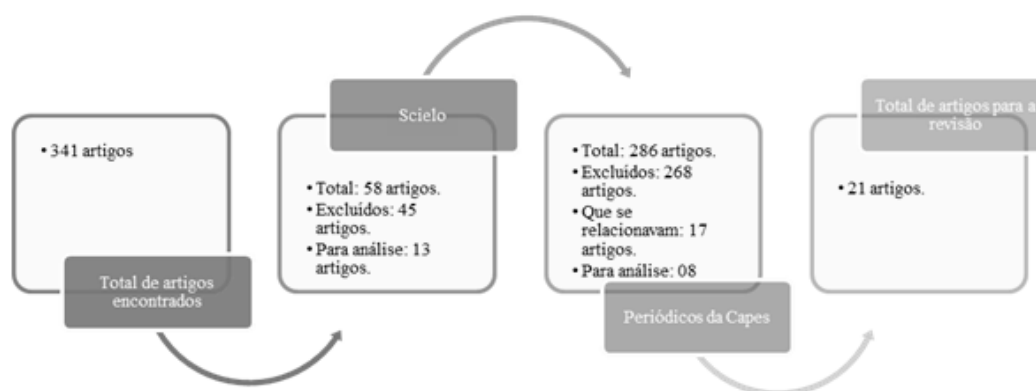 • 341 artigos
Total de artigos
encontrados
Scielo
• Total: 58 artigos.
• Excluídos: 45
artigos.
• Para análise: 13
artigos.
• Total: 286 artigos.
• Excluídos: 268
artigos.
• Que se
relacionavam: 17
artigos.
• Para análise: 08
Periódicos da Capes
Total de artigos para a
revisão
• 21 artigos.